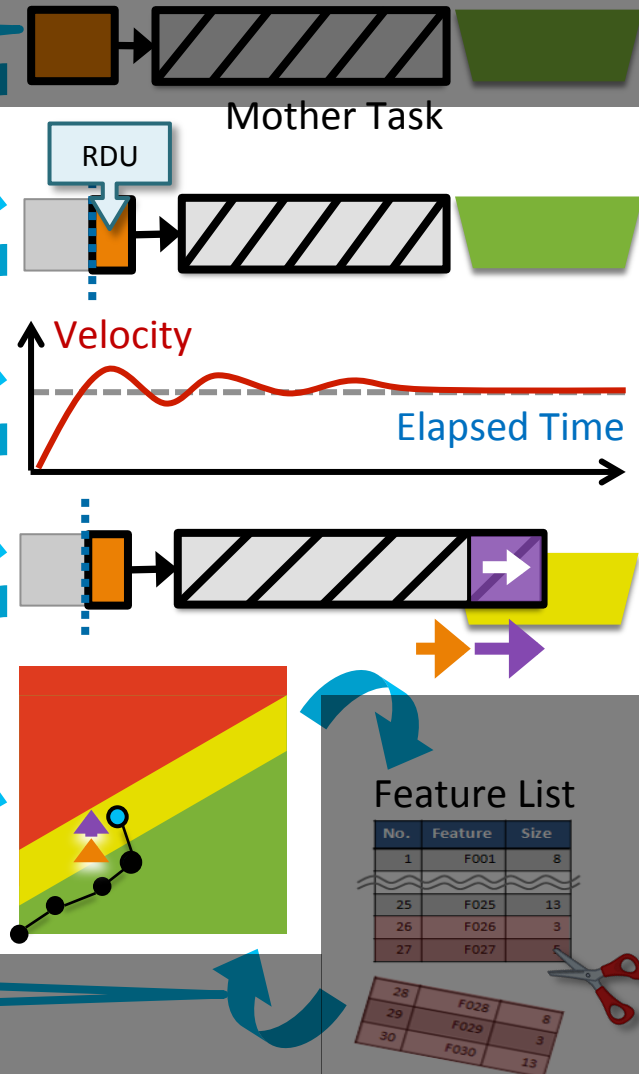 Mother Task
RDU
Velocity
Elapsed Time
Feature List
No. Feature Size
1 F001 8
25 F025 13
26 F026 3
27 F027
28 F028 8
29 F029 3
30 F030 13